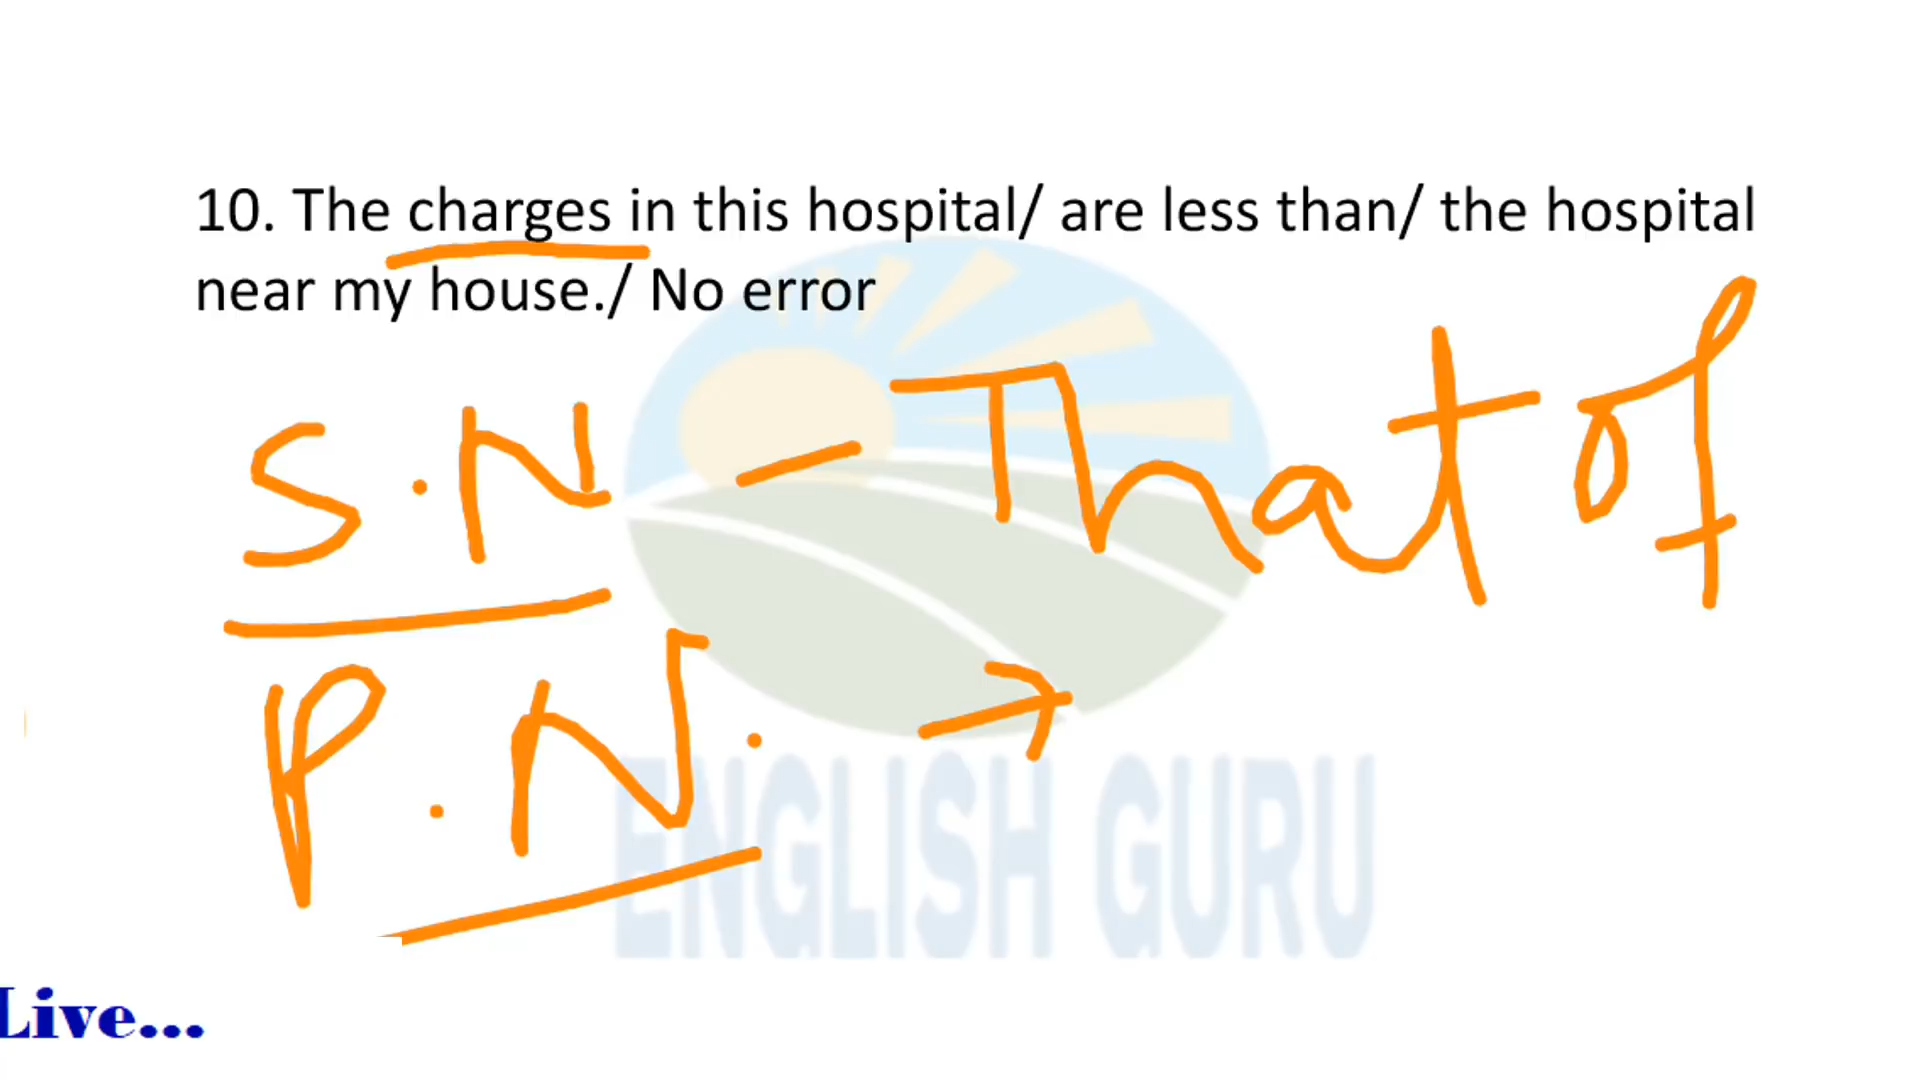 10. The charges in this hospital/ are less than/ the hospital
near my house./ No error
S.N - That of
P.N. →
ENGLISH GURU
Live...